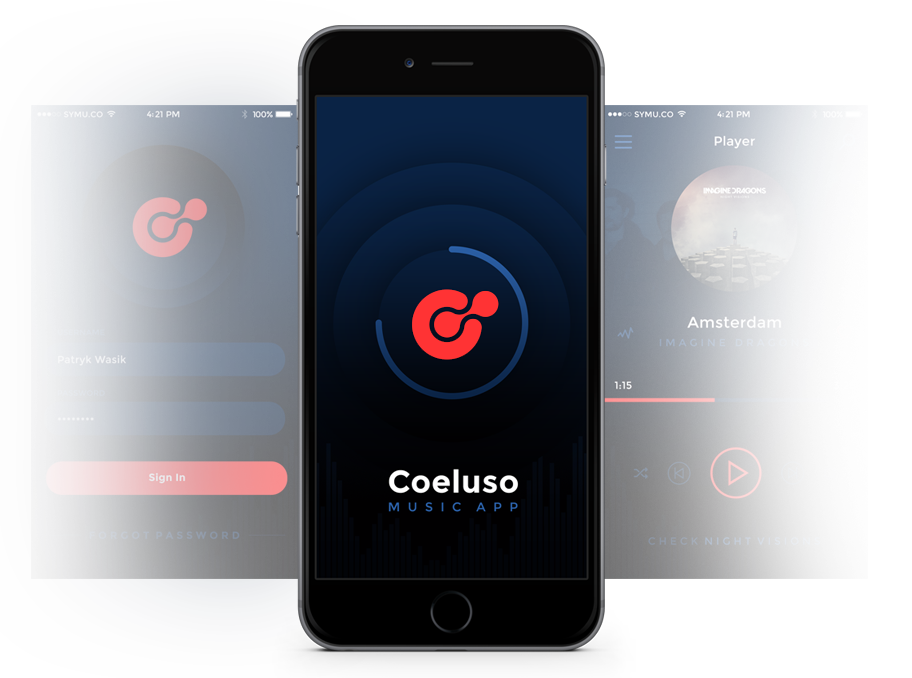 SYMU.CO
4:21 PM
100%
Patryk Wasik
Sign In
FORGOT PASSWORD
Coeluso
MUSIC APP
SYMU.CO
4:21 PM
100%
Player
IMAGINE DRAGONS
Amsterdam
IMAGINE DRAGONS
1:15
CHECK NIGHT VISIONS